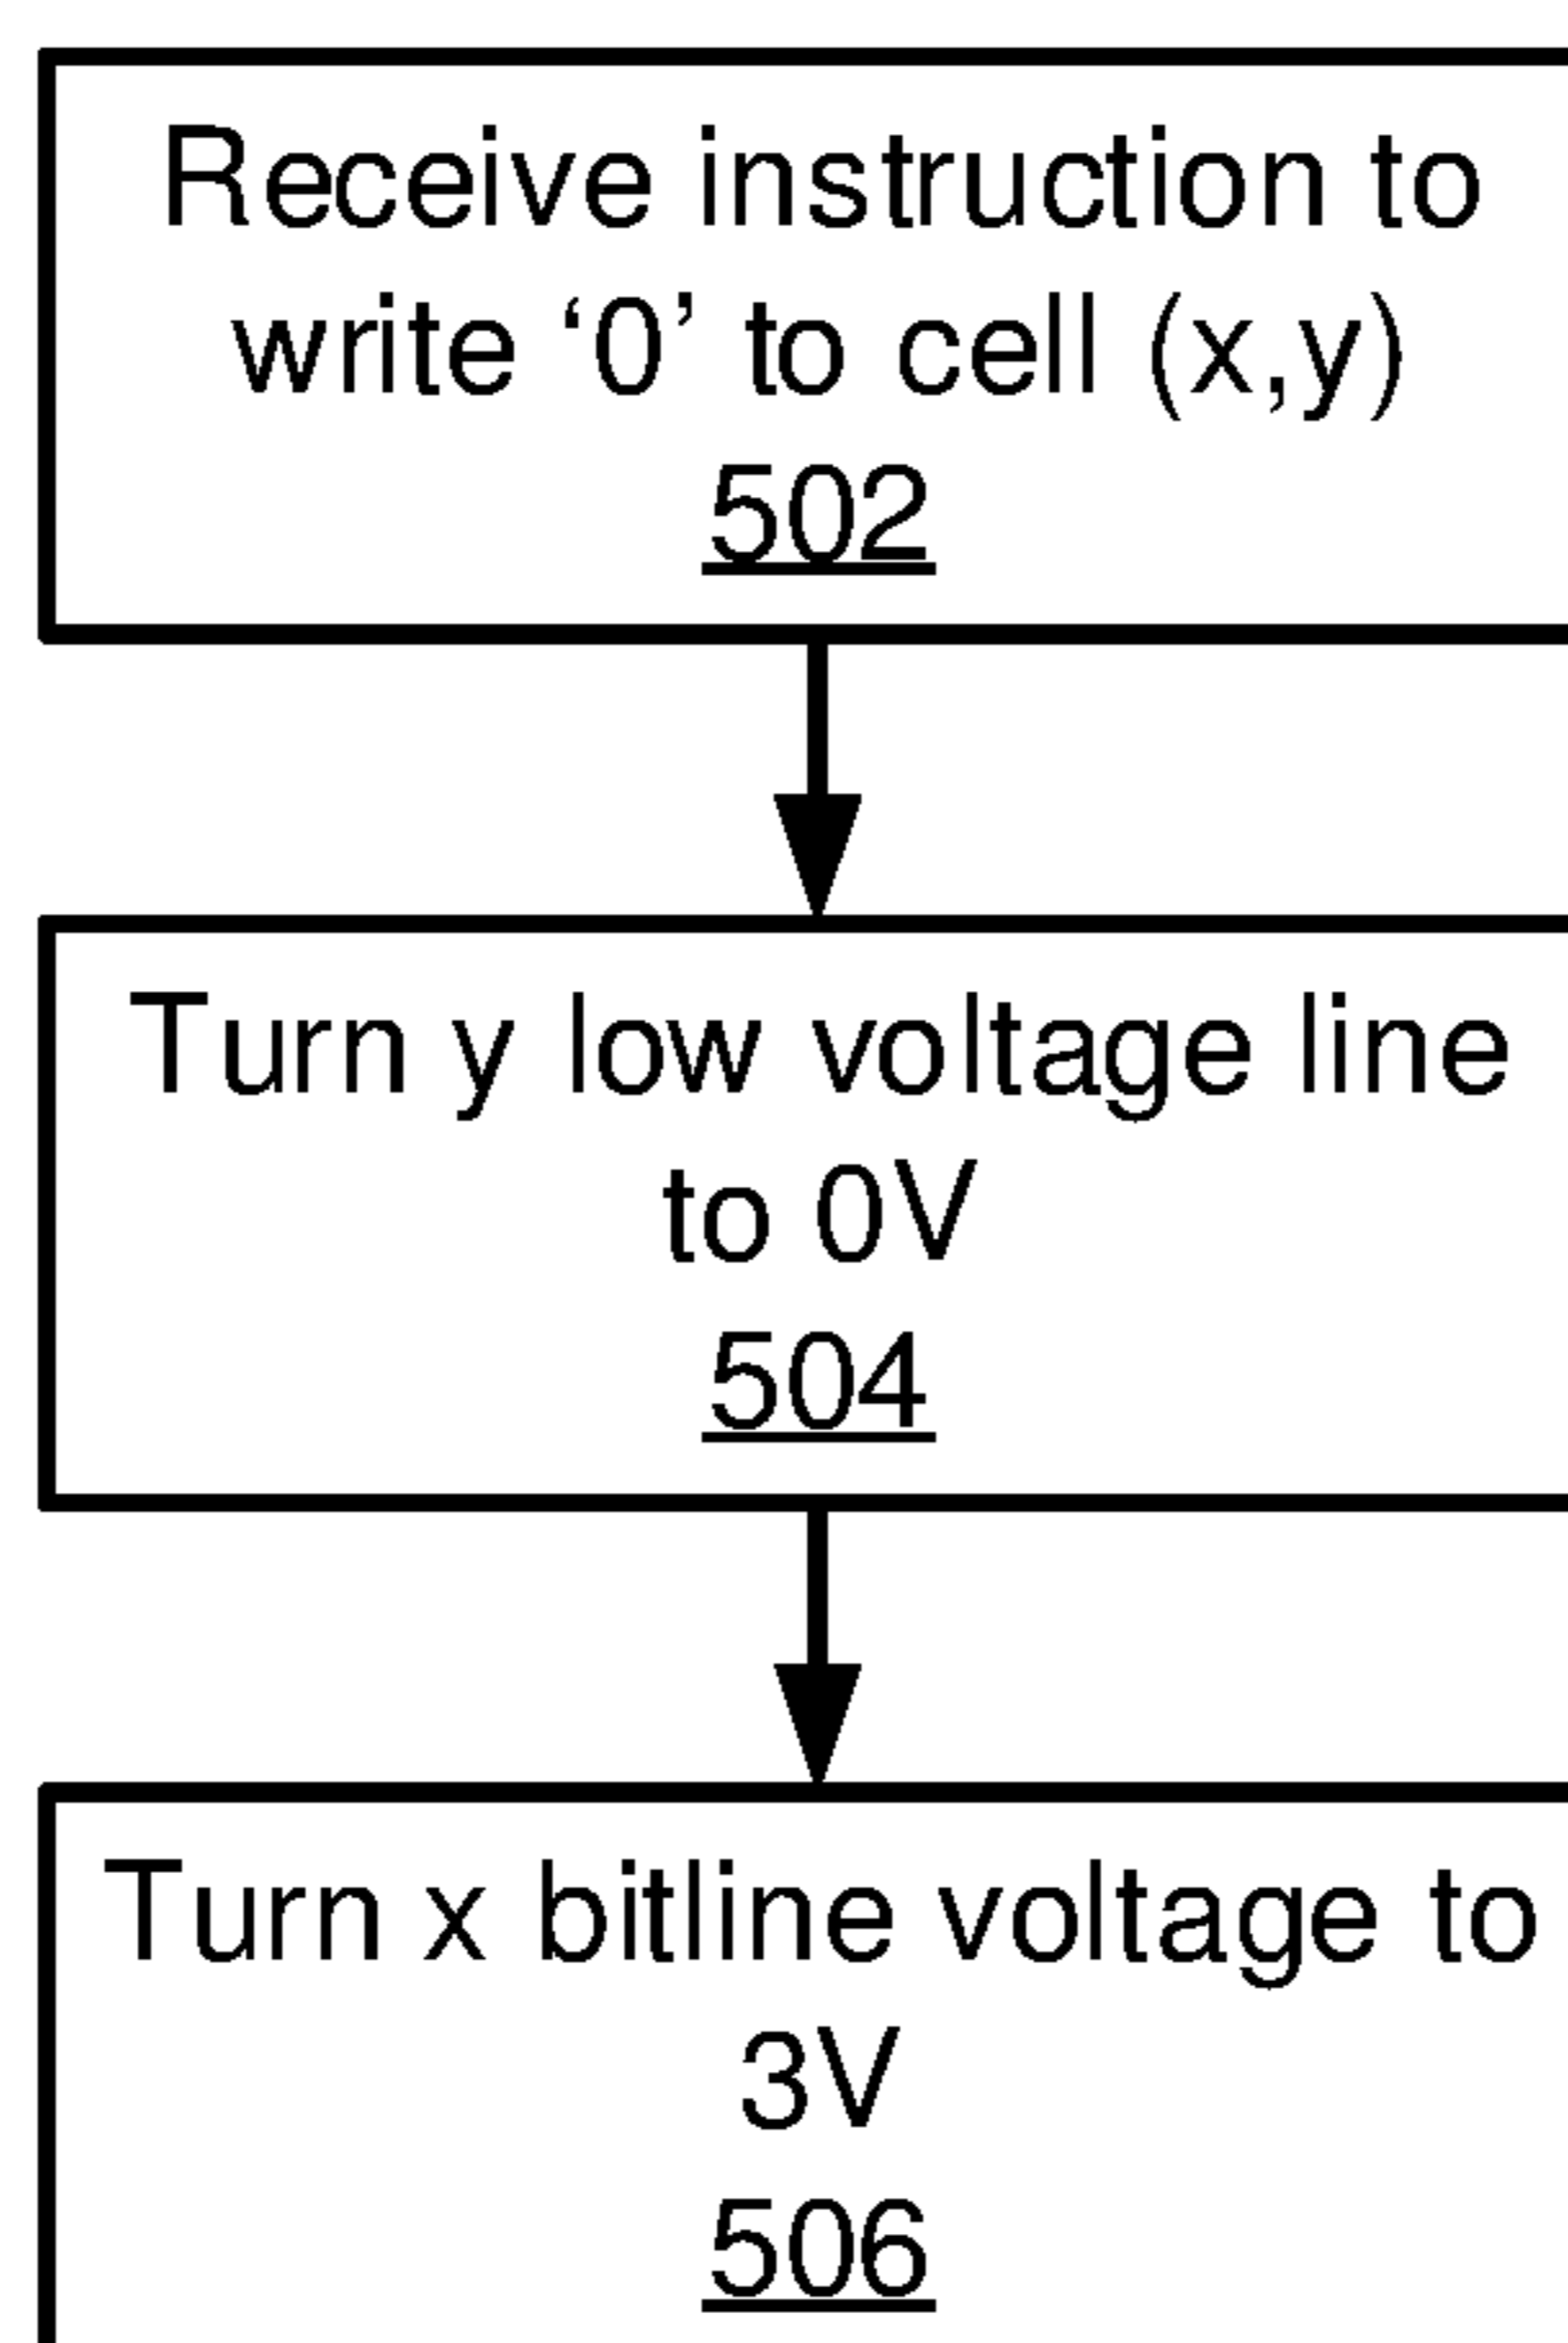 Receive instruction to
write ‘0’ to cell (x,y)
502
Turn y low voltage line
to 0V
504
Turn x bitline voltage to
3V
506